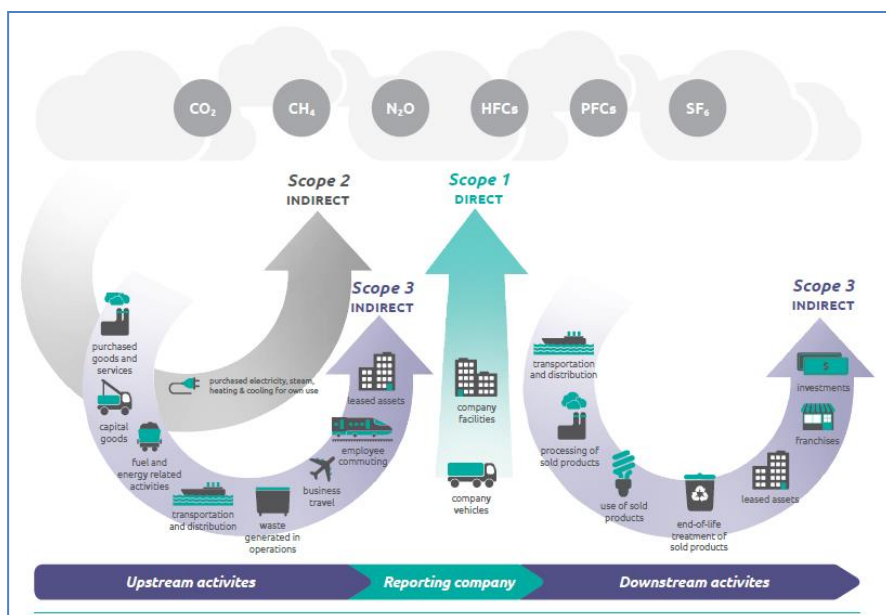 CO₂
CH₄
N₂O
HFCs
PFCs
SF₆
Scope 2
INDIRECT
Scope 1
DIRECT
Scope 3
INDIRECT
Scope 3
INDIRECT
purchased
goods and
services
capital
goods
fuel and
energy related
activities
purchased electricity, steam,
heating & cooling for own use
transportation
and distribution
waste
generated in
operations
business
travel
employee
commuting
leased assets
company
facilities
company
vehicles
transportation
and distribution
processing of
sold products
use of sold
products
end-of-life
treatment of
sold products
leased assets
franchises
$
investments
Upstream activites
Reporting company
Downstream activites